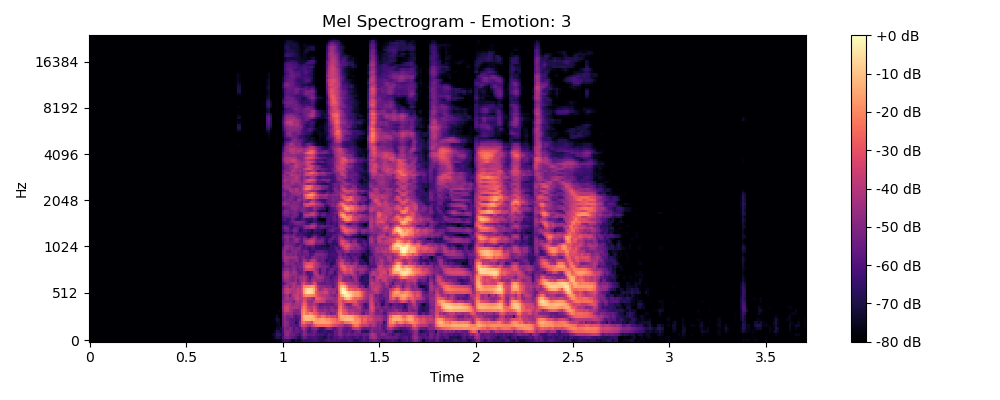 Mel Spectrogram - Emotion: 3
Hz
16384
8192
4096
2048
1024
512
0
0 0.5 1 1.5 2 2.5 3 3.5
Time
+0 dB
-10 dB
-20 dB
-30 dB
-40 dB
-50 dB
-60 dB
-70 dB
-80 dB